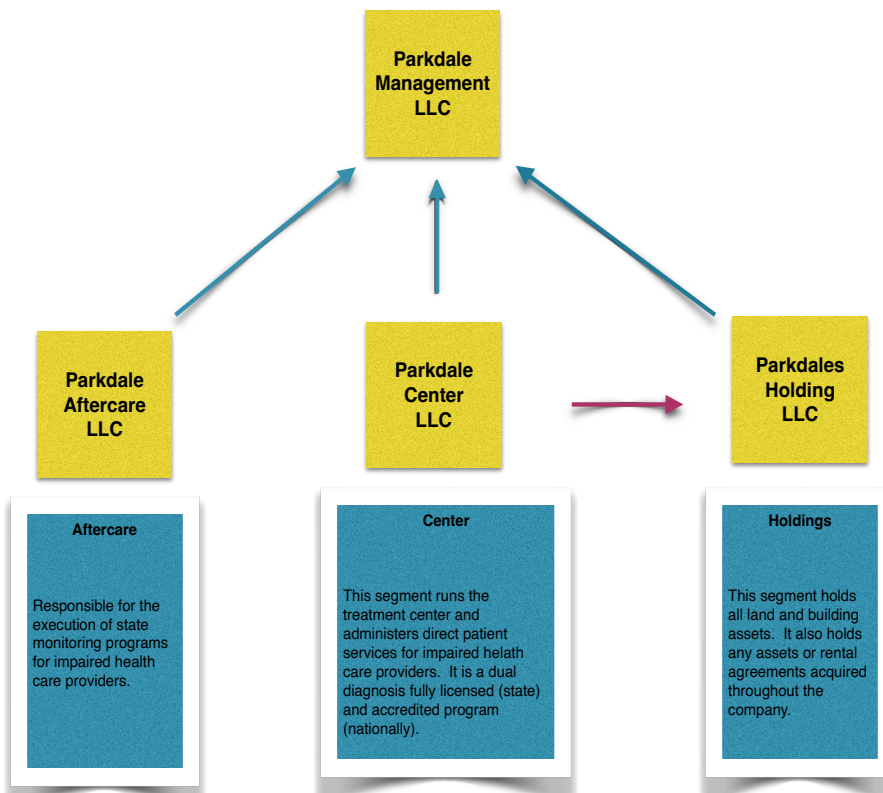 Parkdale
Management
LLC
Parkdale
Aftercare
LLC
Parkdale
Center
LLC
Parkdales
Holding
LLC
Aftercare
Responsible for the
execution of state
monitoring programs
for impaired health
care providers.
Center
This segment runs the
treatment center and
administers direct patient
services for impaired helath
care providers.  It is a dual
diagnosis fully licensed (state)
and accredited program
(nationally).
Holdings
This segment holds
all land and building
assets.  It also holds
any assets or rental
agreements acquired
throughout the
company.